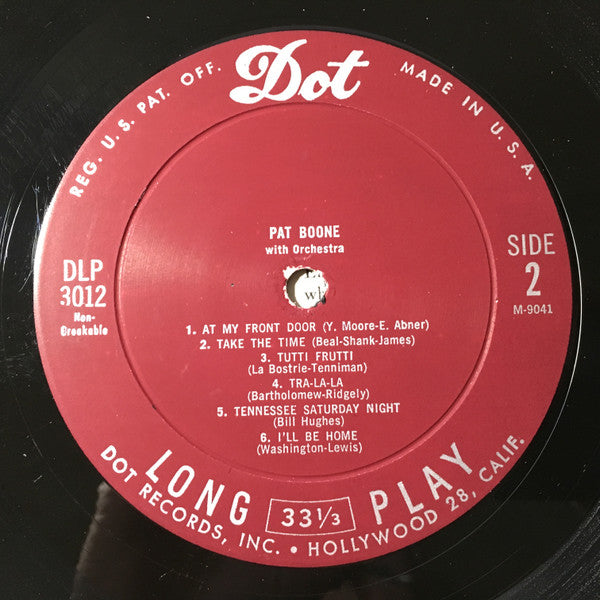 Dot
REG. U.S. PAT. OFF.
MADE IN U.S.A.
PAT BOONE
with Orchestra
DLP
3012
Non-
Breakable
SIDE
2
M-9041
1. AT MY FRONT DOOR (Y. Moore-E. Abner)
2. TAKE THE TIME (Beal-Shank-James)
3. TUTTI FRUTTI
(La Bostrie-Tenniman)
4. TRA-LA-LA
(Bartholomew-Ridgely)
5. TENNESSEE SATURDAY NIGHT
(Bill Hughes)
6. I'LL BE HOME
(Washington-Lewis)
LONG 33 1/3 PLAY
DOT RECORDS, INC. • HOLLYWOOD 28, CALIF.